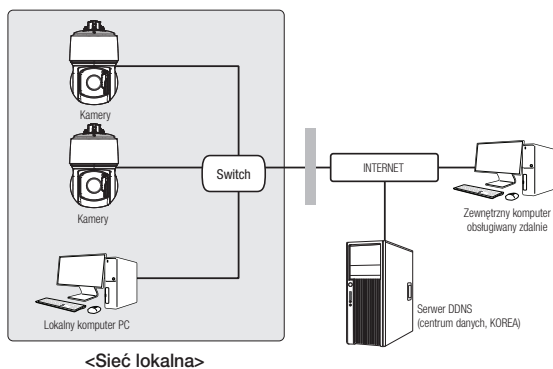 Kamery
Kamery
Switch
INTERNET
Zewnętrzny komputer
obsługiwany zdalnie
Lokalny komputer PC
Serwer DDNS
(centrum danych, KOREA)
<Sieć lokalna>